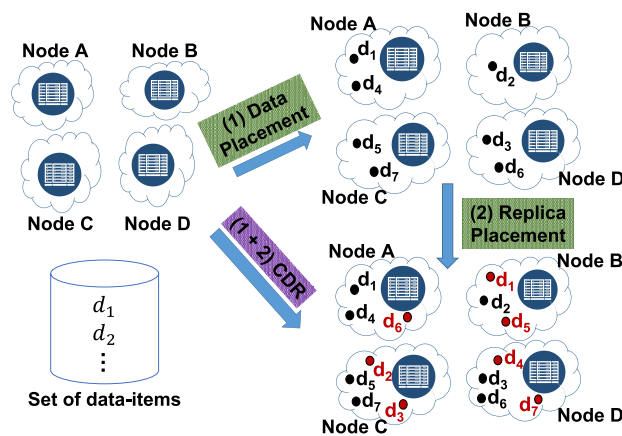 Node A
Node B
Node C
Node D
d1
d2
⋮
Set of data-items
(1) Data
Placement
(1 + 2) CDR
Node A
d1
d4
Node B
d2
d5
d7
Node C
d3
d6
Node D
(2) Replica
Placement
Node A
d1
d4
d6
Node B
d1
d2
d5
d2
d5
d7
d3
Node C
d4
d3
d6
d7
Node D